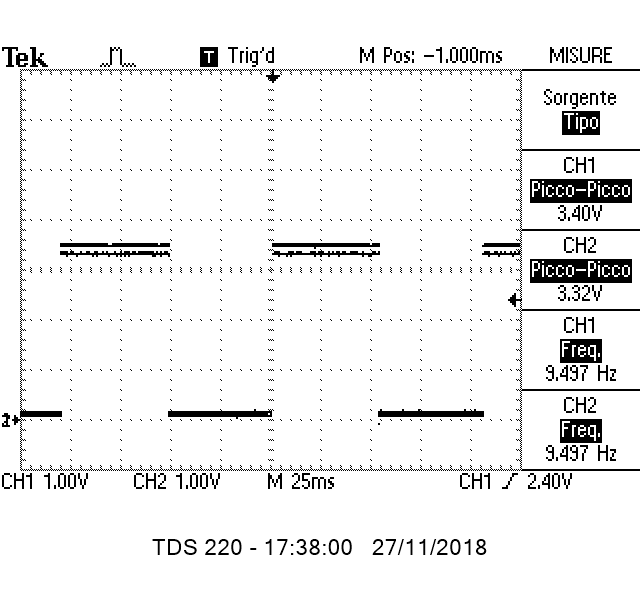 Tek T Trig'd M Pos: -1.000ms MISURE
Sorgente
Tipo
CH1
Picco-Picco
3.40V
CH2
Picco-Picco
3.32V
CH1
Freq.
9.497 Hz
CH2
Freq.
9.497 Hz
CH1 1.00V CH2 1.00V M 25ms CH1 2.40V
TDS 220 - 17:38:00 27/11/2018